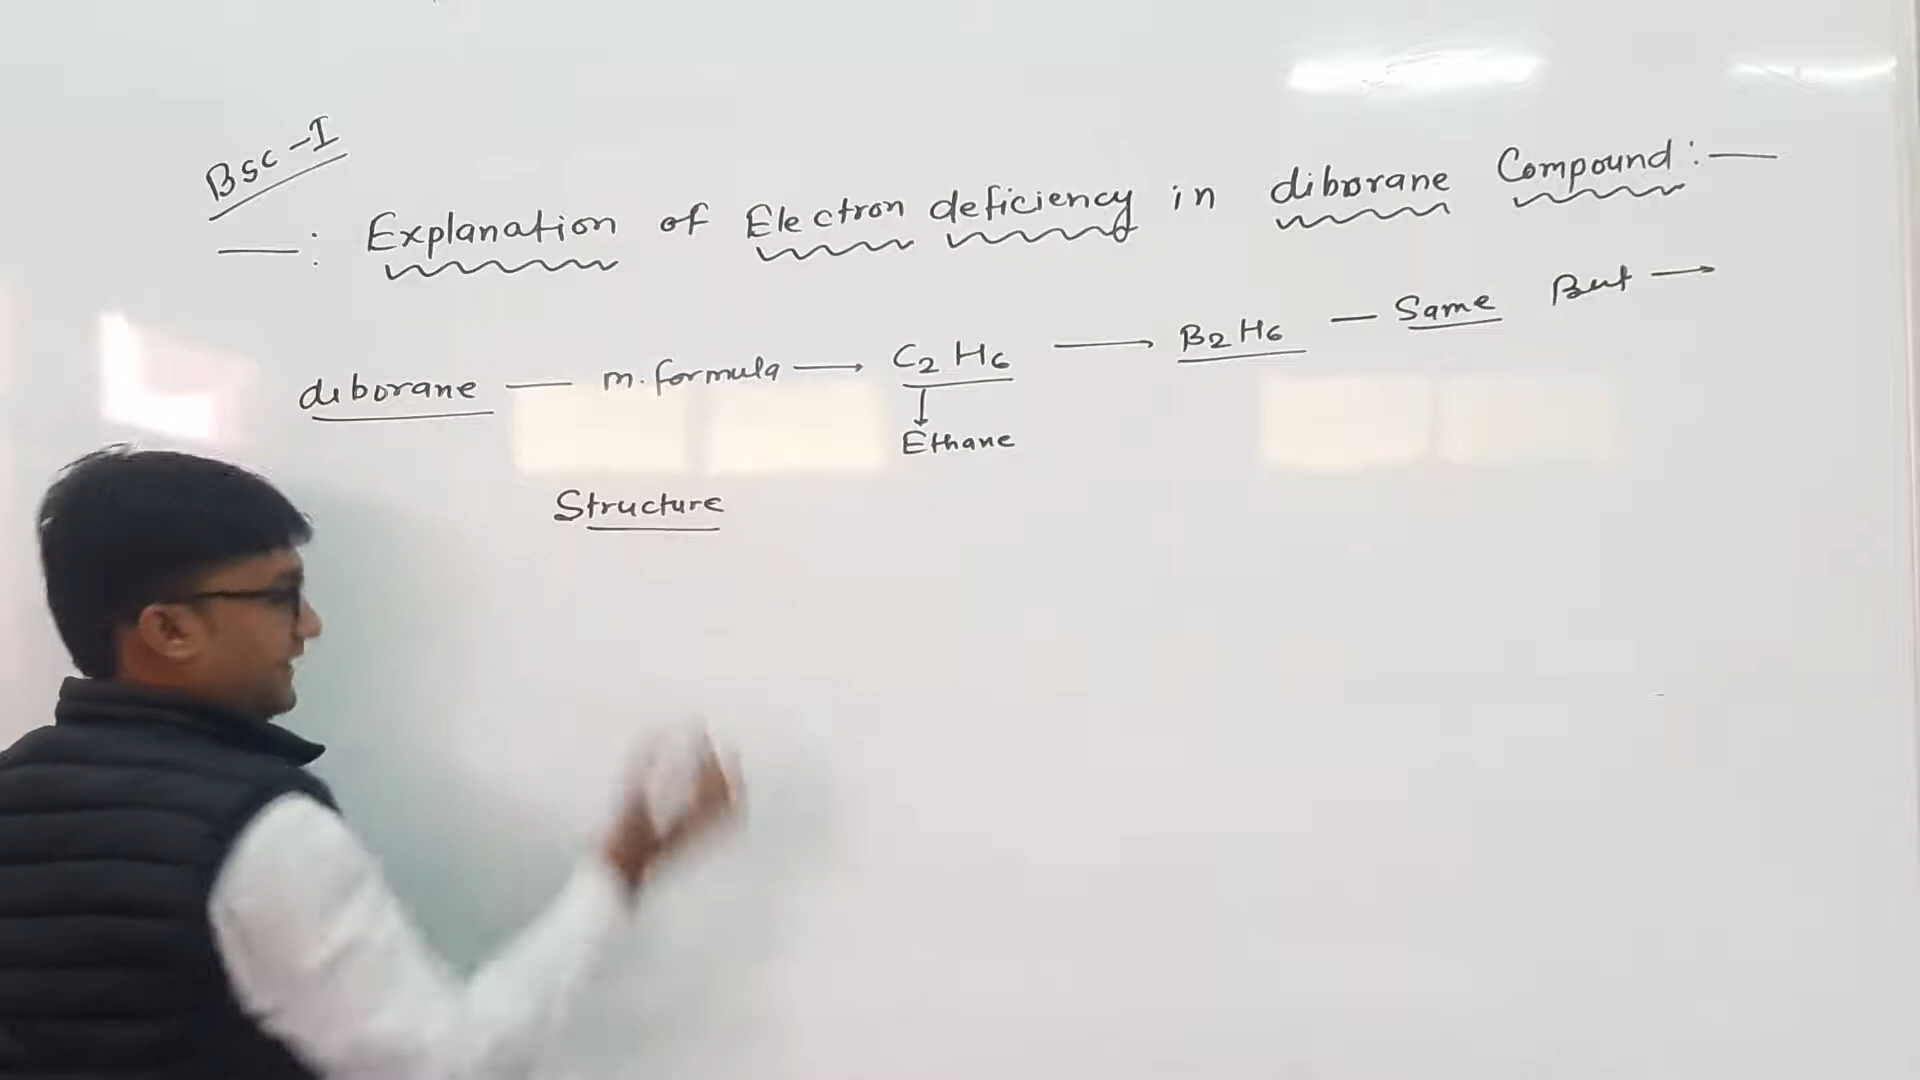 Bsc-I
—: Explanation of Electron deficiency in diborane Compound:—
diborane — m.formula → C2H6 → B2H6 — Same But →
↓
Ethane
Structure